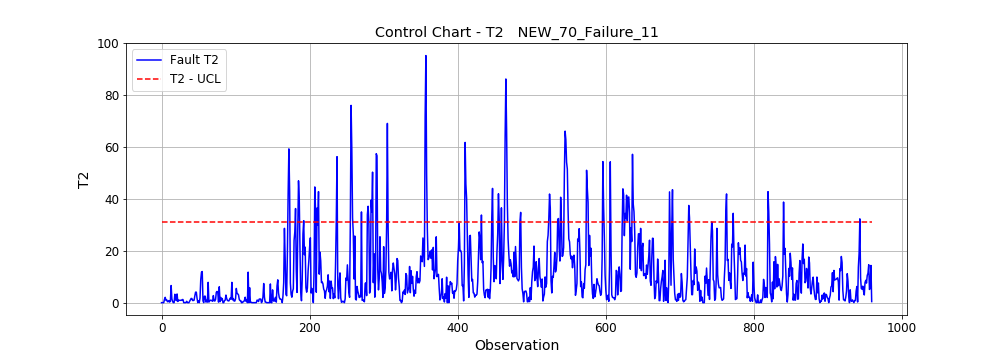 Control Chart - T2   NEW_70_Failure_11
Fault T2
T2 - UCL
100
80
60
40
20
0
T2
0 200 400 600 800 1000
Observation